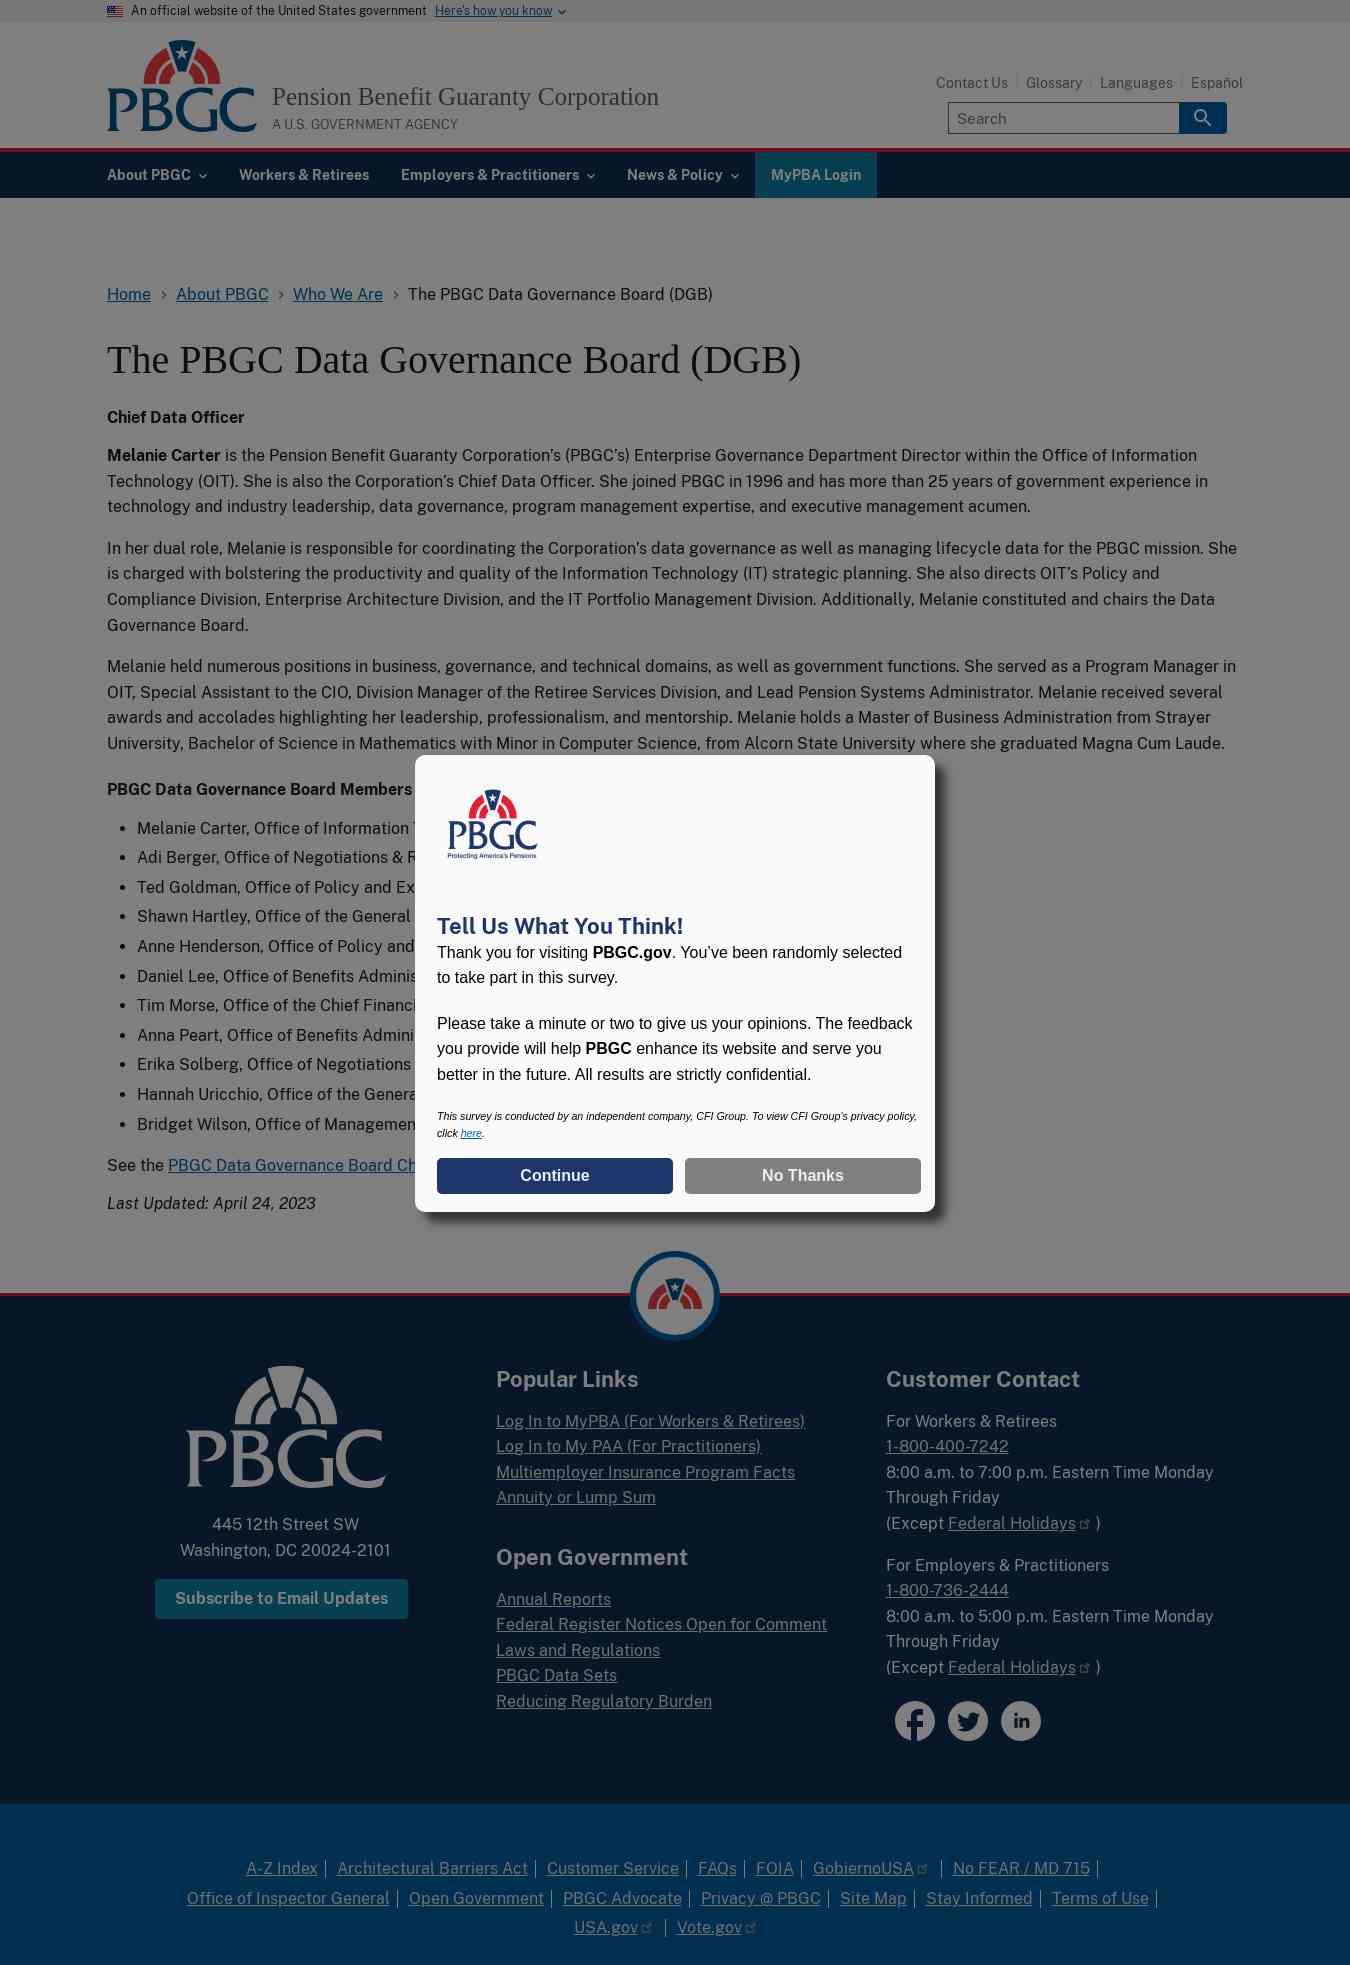 An official website of the United States government Here's how you know
PBGC
Pension Benefit Guaranty Corporation
A U.S. GOVERNMENT AGENCY
Contact Us Glossary Languages Español
Search
About PBGC Workers & Retirees Employers & Practitioners News & Policy MyPBA Login
Home About PBGC Who We Are The PBGC Data Governance Board (DGB)
The PBGC Data Governance Board (DGB)
Chief Data Officer
Melanie Carter is the Pension Benefit Guaranty Corporation's (PBGC's) Enterprise Governance Department Director within the Office of Information
Technology (OIT). She is also the Corporation's Chief Data Officer. She joined PBGC in 1996 and has more than 25 years of government experience in
technology and industry leadership, data governance, program management expertise, and executive management acumen.
In her dual role, Melanie is responsible for coordinating the Corporation's data governance as well as managing lifecycle data for the PBGC mission. She
is charged with bolstering the productivity and quality of the Information Technology (IT) strategic planning. She also directs OIT's Policy and
Compliance Division, Enterprise Architecture Division, and the IT Portfolio Management Division. Additionally, Melanie constituted and chairs the Data
Governance Board.
Melanie held numerous positions in business, governance, and technical domains, as well as government functions. She served as a Program Manager in
OIT, Special Assistant to the CIO, Division Manager of the Retiree Services Division, and Lead Pension Systems Administrator. Melanie received several
awards and accolades highlighting her leadership, professionalism, and mentorship. Melanie holds a Master of Business Administration from Strayer
University, Bachelor of Science in Mathematics with Minor in Computer Science, from Alcorn State University where she graduated Magna Cum Laude.
PBGC Data Governance Board Members
Melanie Carter, Office of Information
Adi Berger, Office of Negotiations &
Ted Goldman, Office of Policy and
Shawn Hartley, Office of the General
Anne Henderson, Office of Policy and
Daniel Lee, Office of Benefits
Tim Morse, Office of the Chief
Anna Peart, Office of Benefits
Erika Solberg, Office of Negotiations
Hannah Uricchio, Office of the
Bridget Wilson, Office of
See the PBGC Data Governance Board
Last Updated: April 24, 2023
PBGC
Protecting America's Pensions
Tell Us What You Think!
Thank you for visiting PBGC.gov. You've been randomly selected
to take part in this survey.
Please take a minute or two to give us your opinions. The feedback
you provide will help PBGC enhance its website and serve you
better in the future. All results are strictly confidential.
This survey is conducted by an independent company, CFI Group. To view CFI Group's privacy policy,
click here.
Continue No Thanks
PBGC
445 12th Street SW
Washington, DC 20024-2101
Subscribe to Email Updates
Popular Links
Log In to MyPBA (For Workers & Retirees)
Log In to My PAA (For Practitioners)
Multiemployer Insurance Program Facts
Annuity or Lump Sum
Open Government
Annual Reports
Federal Register Notices Open for Comment
Laws and Regulations
PBGC Data Sets
Reducing Regulatory Burden
Customer Contact
For Workers & Retirees
1-800-400-7242
8:00 a.m. to 7:00 p.m. Eastern Time Monday
Through Friday
(Except Federal Holidays )
For Employers & Practitioners
1-800-736-2444
8:00 a.m. to 5:00 p.m. Eastern Time Monday
Through Friday
(Except Federal Holidays )
in
A-Z Index Architectural Barriers Act Customer Service FAQs FOIA GobiernoUSA No FEAR / MD 715
Office of Inspector General Open Government PBGC Advocate Privacy @ PBGC Site Map Stay Informed Terms of Use
USA.gov Vote.gov